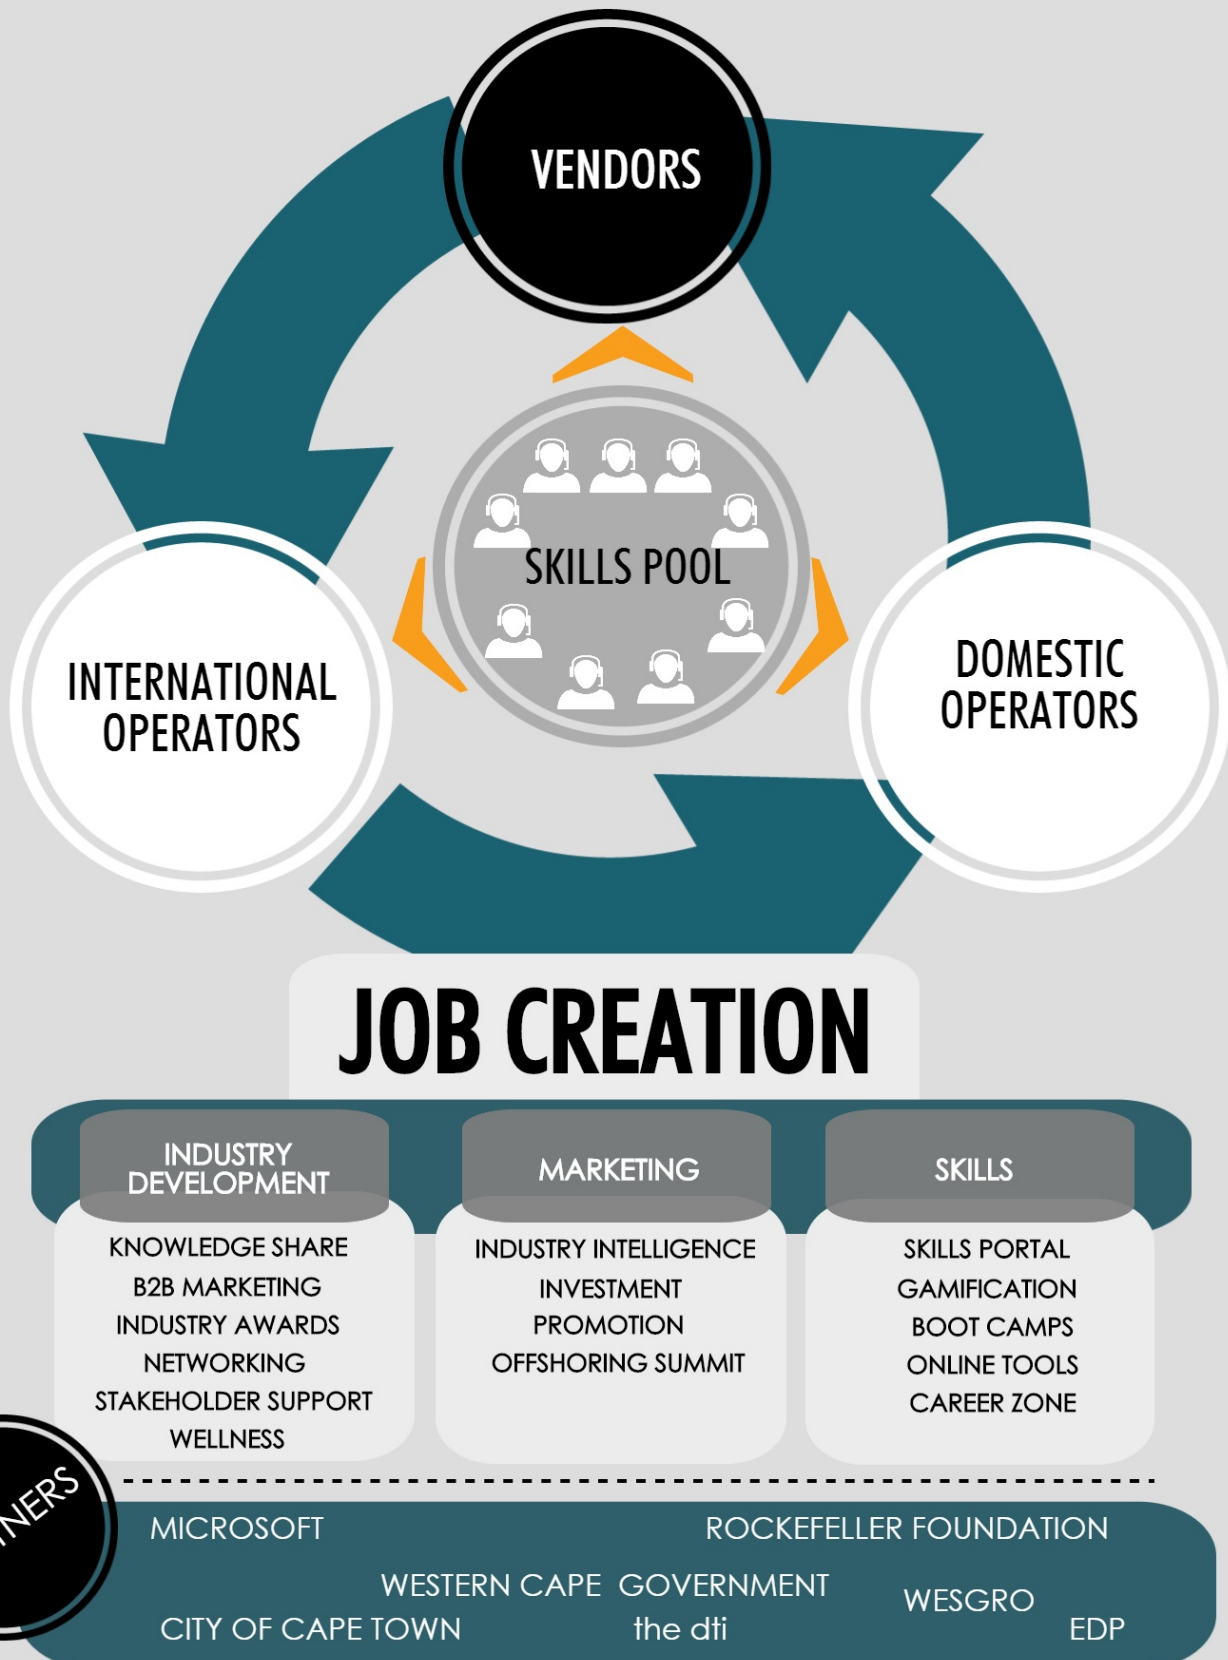 VENDORS
SKILLS POOL
INTERNATIONAL
OPERATORS
DOMESTIC
OPERATORS
JOB CREATION
INDUSTRY
DEVELOPMENT
KNOWLEDGE SHARE
B2B MARKETING
INDUSTRY AWARDS
NETWORKING
STAKEHOLDER SUPPORT
WELLNESS
MARKETING
INDUSTRY INTELLIGENCE
INVESTMENT
PROMOTION
OFFSHORING SUMMIT
SKILLS
SKILLS PORTAL
GAMIFICATION
BOOT CAMPS
ONLINE TOOLS
CAREER ZONE
MICROSOFT
ROCKEFELLER FOUNDATION
WESTERN CAPE GOVERNMENT
WESGRO
CITY OF CAPE TOWN
the dti
EDP